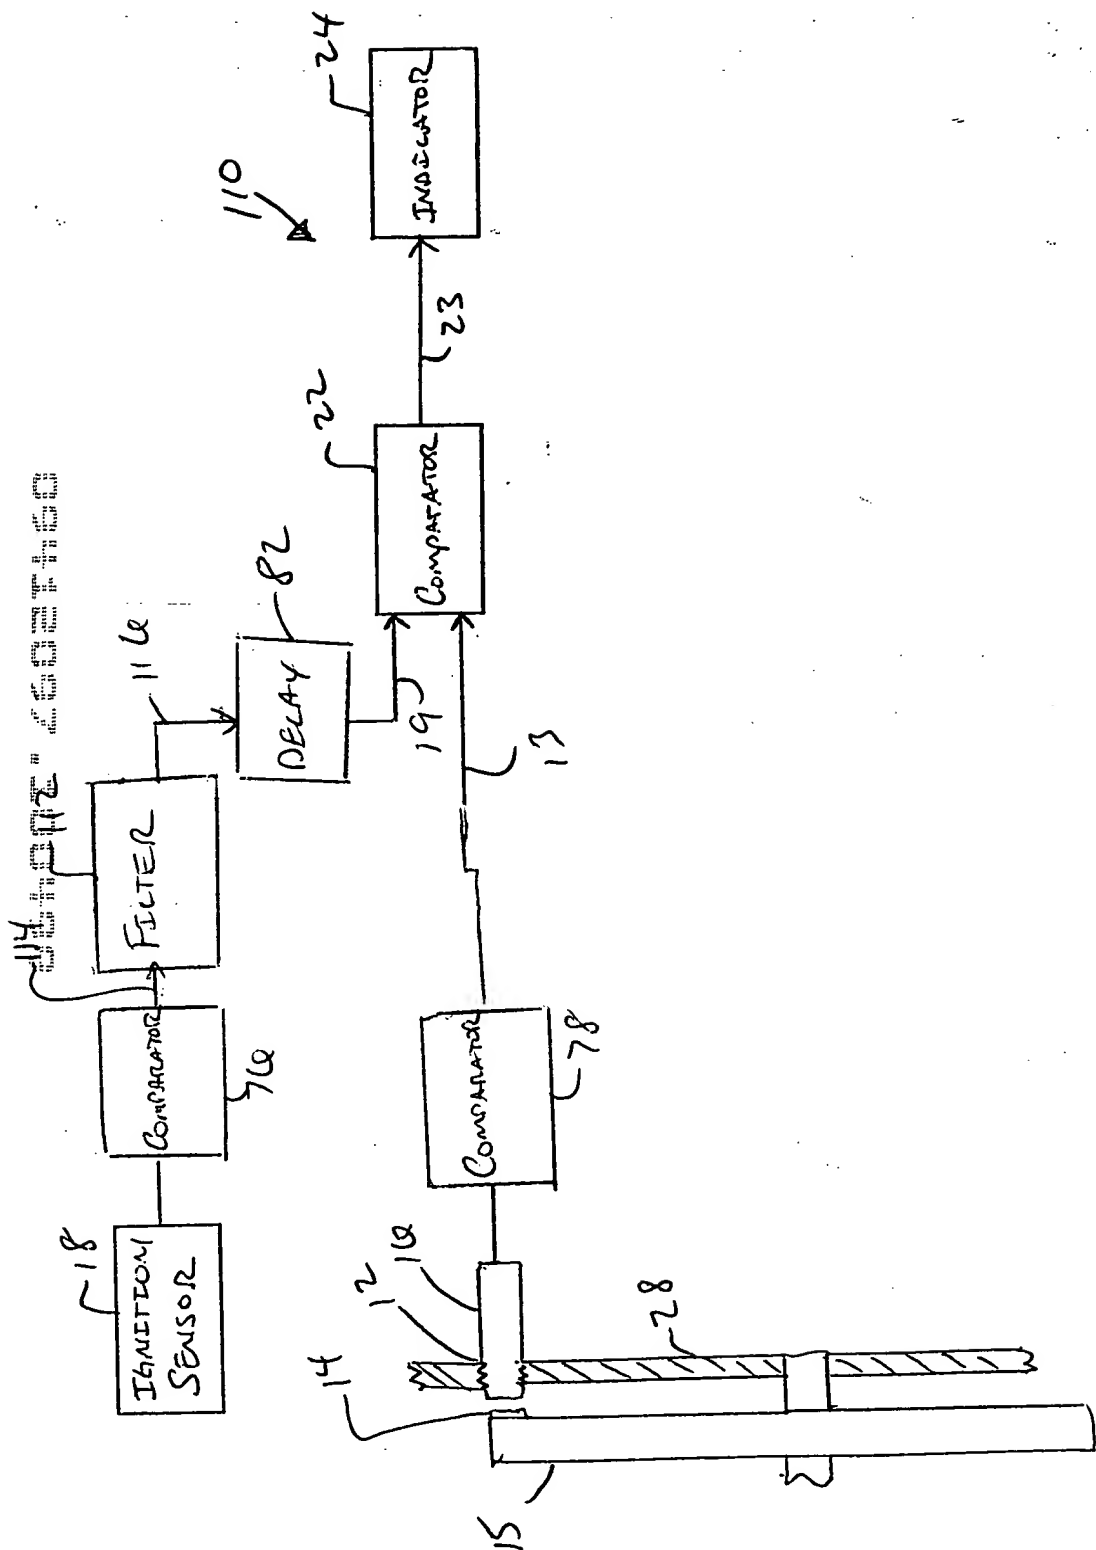 114
112
116
18
IGNITION
SENSOR
COMPARATOR
76
FILTER
DELAY
82
110
22
24
19
COMPARATOR
23
INDICATOR
13
14
12
16
COMPARATOR
78
15
28